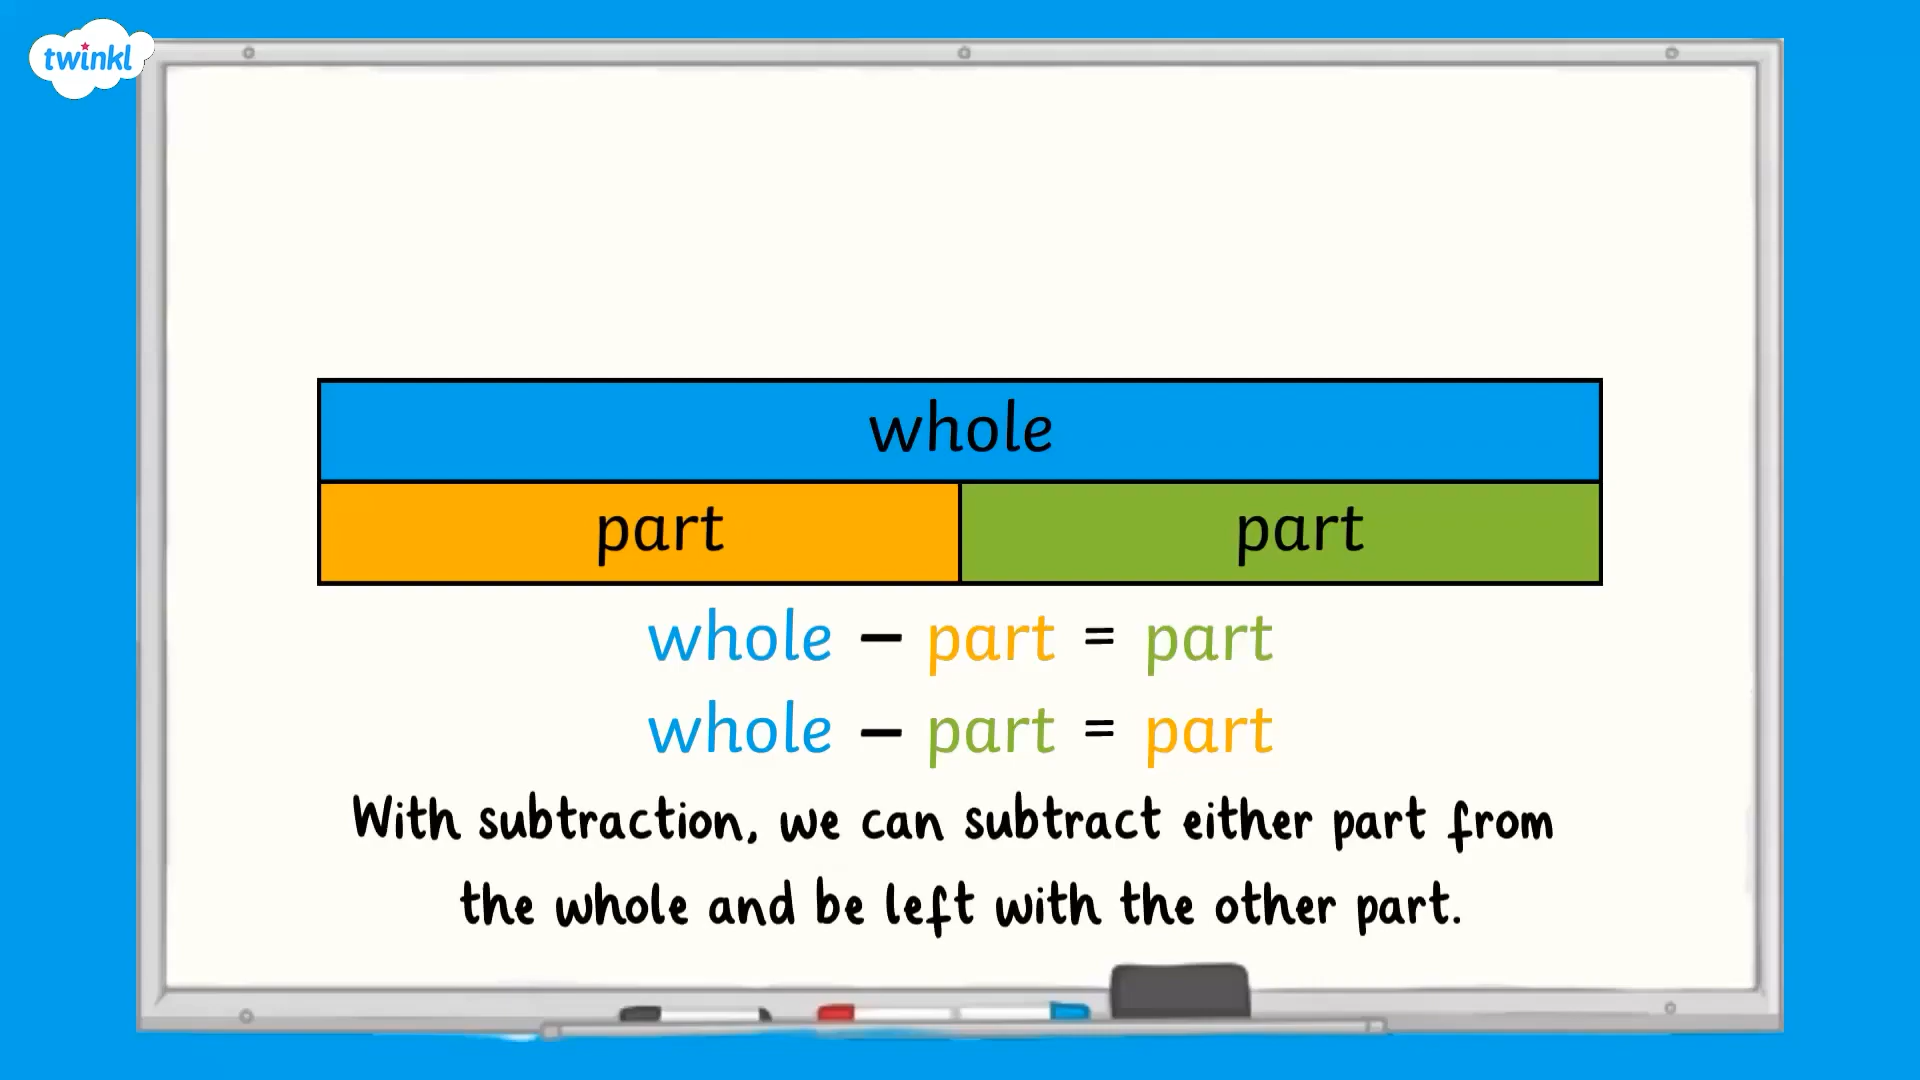 twinkl
whole
part part
whole – part = part
whole – part = part
With subtraction, we can subtract either part from
the whole and be left with the other part.